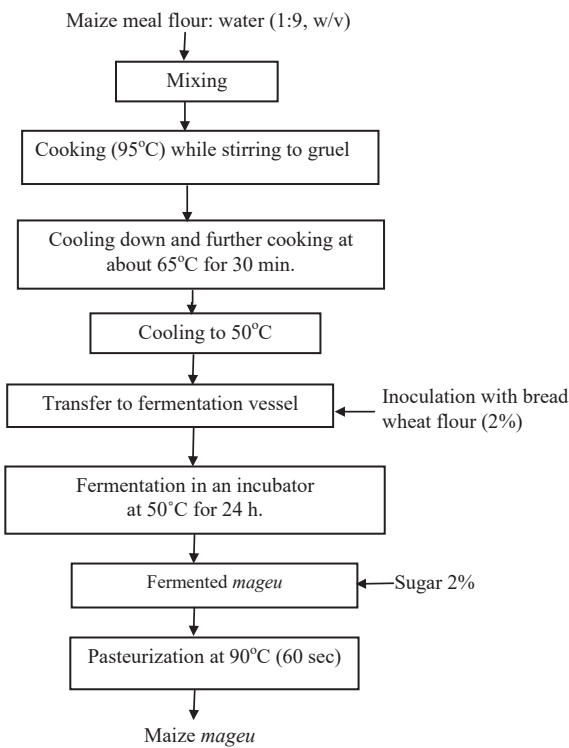 Maize meal flour: water (1:9, w/v)
Mixing
Cooking (95°C) while stirring to gruel
Cooling down and further cooking at
about 65°C for 30 min.
Cooling to 50°C
Transfer to fermentation vessel
Inoculation with bread
wheat flour (2%)
Fermentation in an incubator
at 50˚C for 24 h.
Fermented mageu
Sugar 2%
Pasteurization at 90°C (60 sec)
Maize mageu